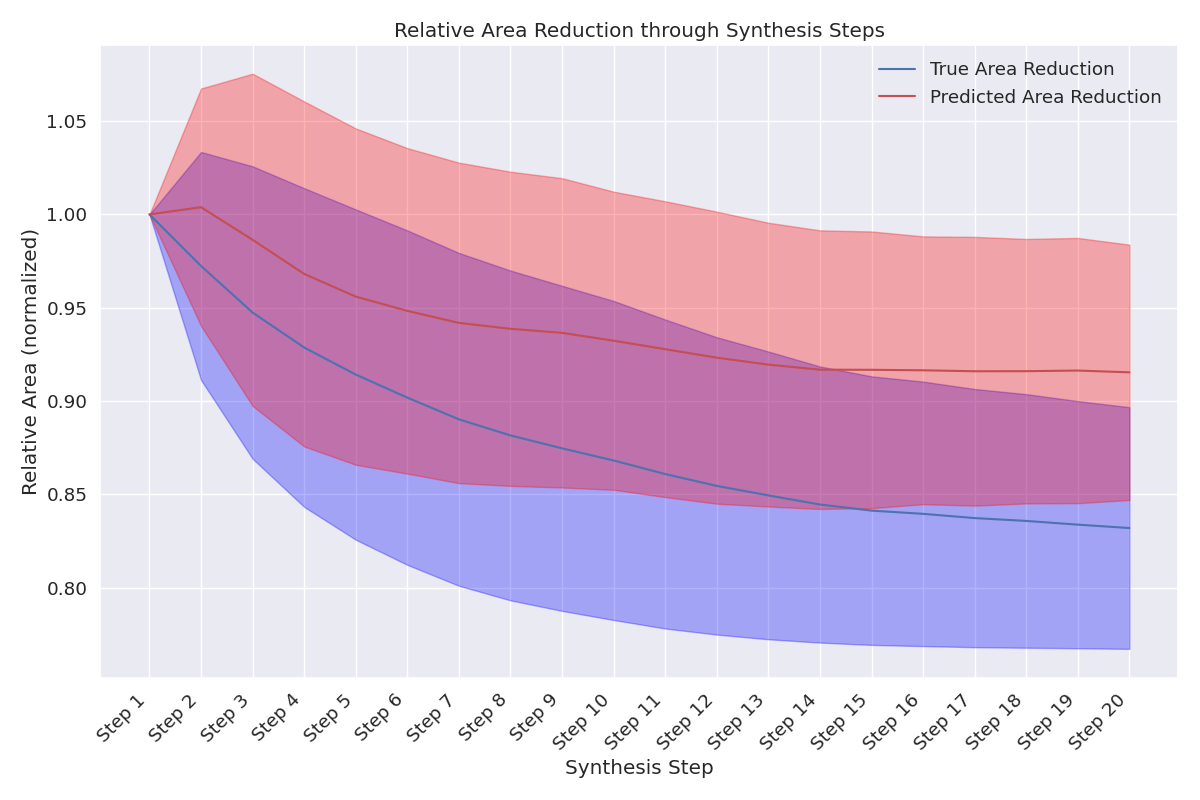 Relative Area Reduction through Synthesis Steps
True Area Reduction
Predicted Area Reduction
Relative Area (normalized)
1.05
1.00
0.95
0.90
0.85
0.80
Step 1
Step 2
Step 3
Step 4
Step 5
Step 6
Step 7
Step 8
Step 9
Step 10
Step 11
Step 12
Step 13
Step 14
Step 15
Step 16
Step 17
Step 18
Step 19
Step 20
Synthesis Step